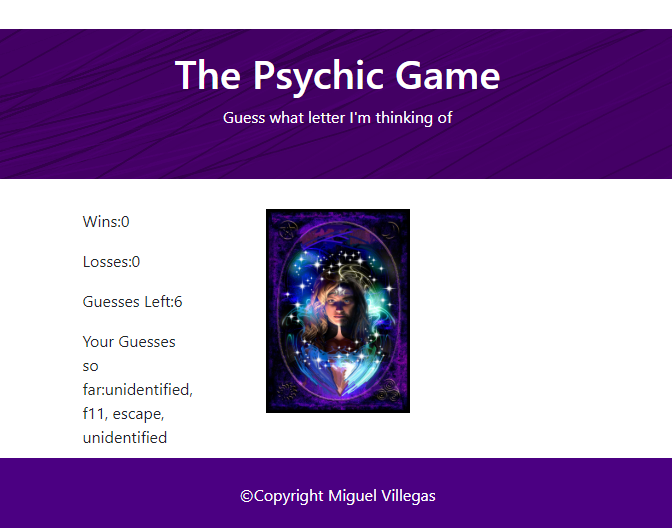 The Psychic Game
Guess what letter I'm thinking of
Wins:0
Losses:0
Guesses Left:6
Your Guesses
so
far:unidentified,
f11, escape,
unidentified
©Copyright Miguel Villegas